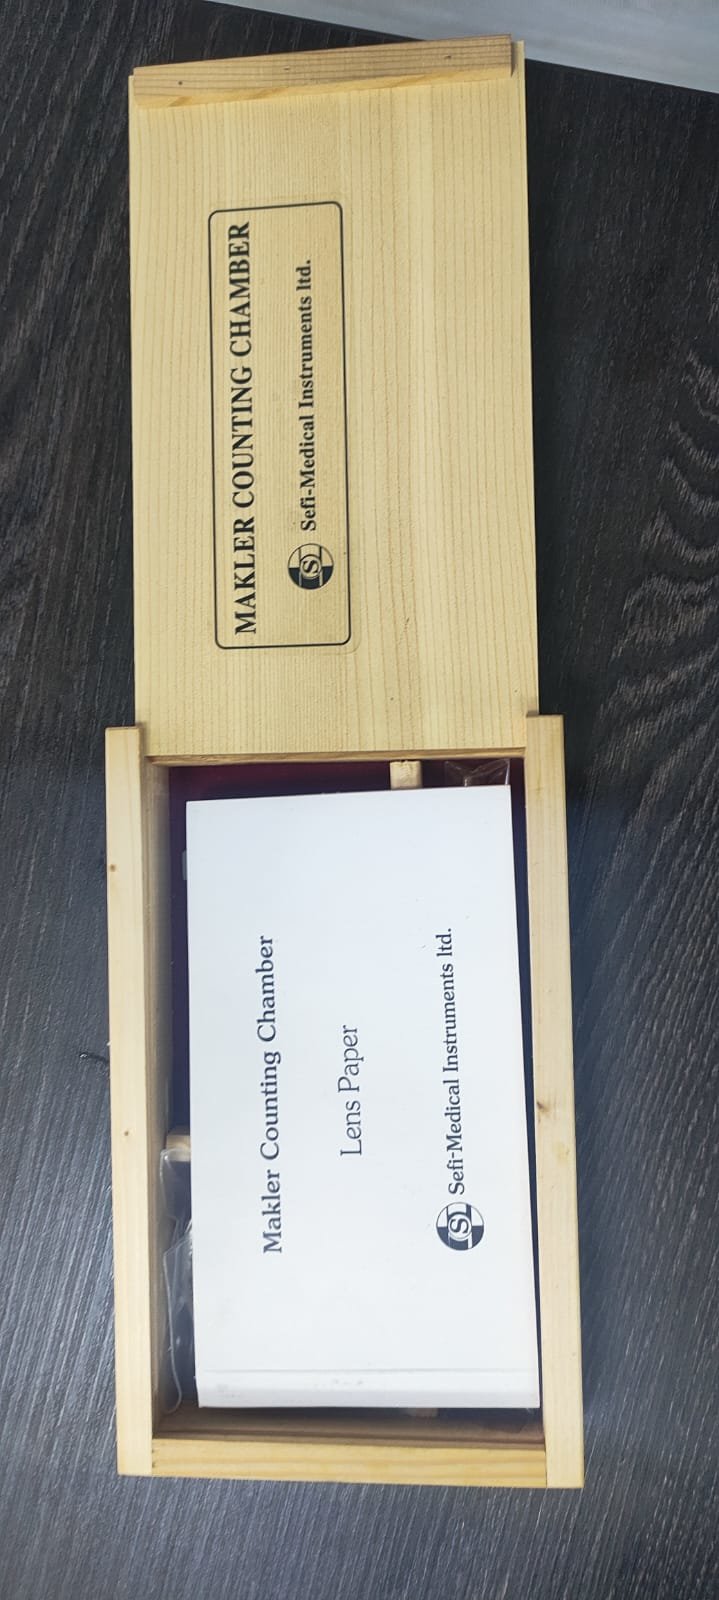 MAKLER COUNTING CHAMBER
Sefi-Medical Instruments ltd.
Makler Counting Chamber
Lens Paper
Sefi-Medical Instruments ltd.